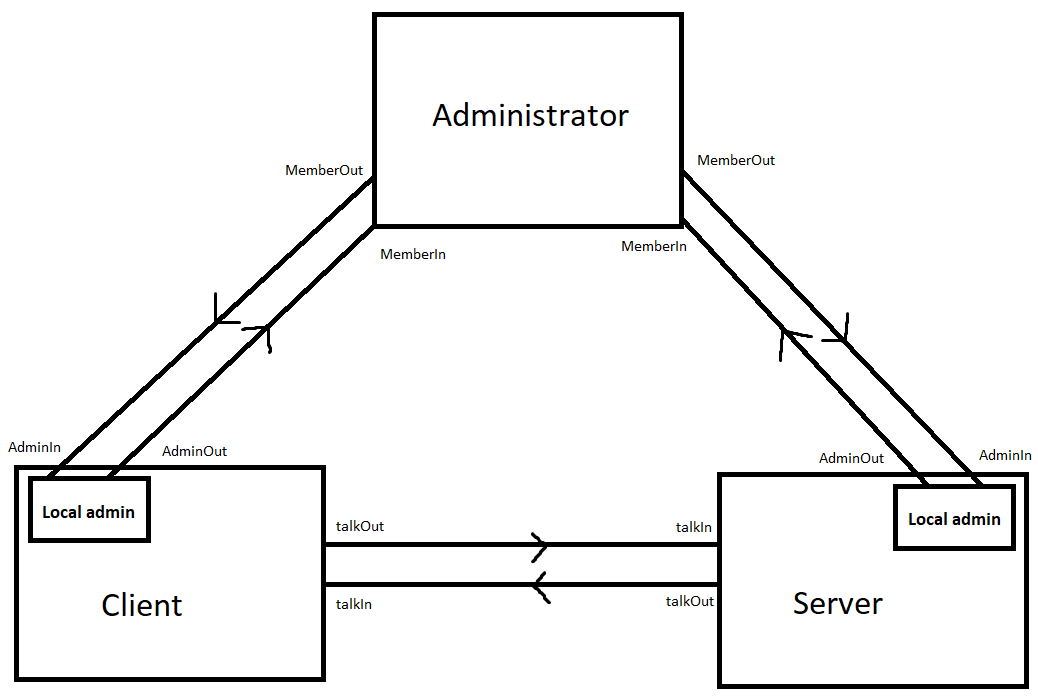 Administrator
MemberOut
MemberOut
MemberIn
MemberIn
AdminIn
AdminOut
AdminOut
AdminIn
Local admin
Local admin
talkOut
talkIn
Client
Server
talkIn
talkOut